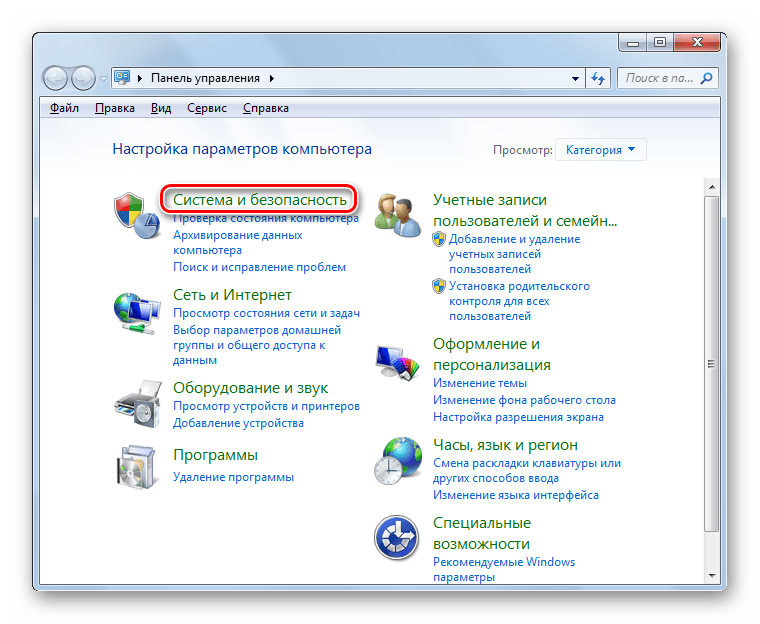 Панель управления
Поиск в па...
Файл Правка Вид Сервис Справка
Настройка параметров компьютера
Просмотр: Категория
Система и безопасность
Проверка состояния компьютера
Архивирование данных
компьютера
Поиск и исправление проблем
Сеть и Интернет
Просмотр состояния сети и задач
Выбор параметров домашней
группы и общего доступа к
данным
Оборудование и звук
Просмотр устройств и принтеров
Добавление устройства
Программы
Удаление программы
Учетные записи
пользователей и семейн...
Добавление и удаление
учетных записей
пользователей
Установка родительского
контроля для всех
пользователей
Оформление и
персонализация
Изменение темы
Изменение фона рабочего стола
Настройка разрешения экрана
Часы, язык и регион
Смена раскладки клавиатуры или
других способов ввода
Изменение языка интерфейса
Специальные
возможности
Рекомендуемые Windows
параметры